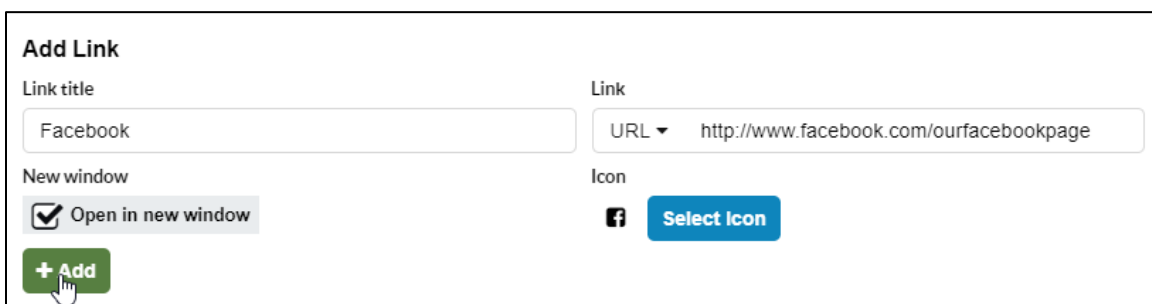 Add Link
Link title
Link
Facebook
URL http://www.facebook.com/ourfacebookpage
New window
Icon
Open in new window
Select Icon
+ Add